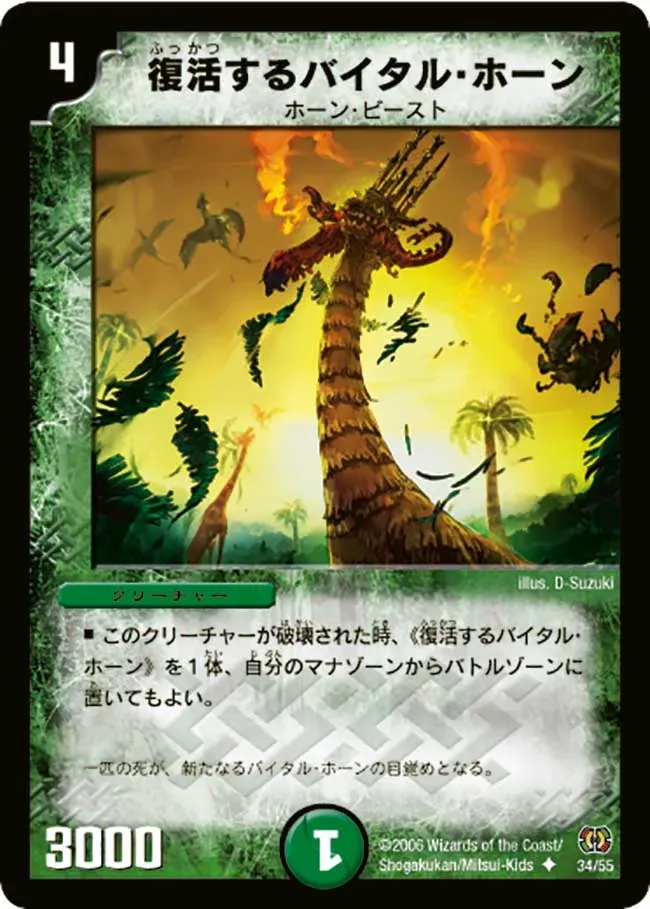 4
ふっかつ
復活するバイタル・ホーン
ホーン・ビースト
illus. D-Suzuki
クリーチャー
■ このクリーチャーが破壊された時、《復活するバイタル・
ホーン》を1体、自分のマナゾーンからバトルゾーンに
置いてもよい。
一匹の死が、新たなるバイタル・ホーンの目覚めとなる。
3000
1
©2006 Wizards of the Coast/
Shogakukan/Mitsui-Kids ♦ 34/55